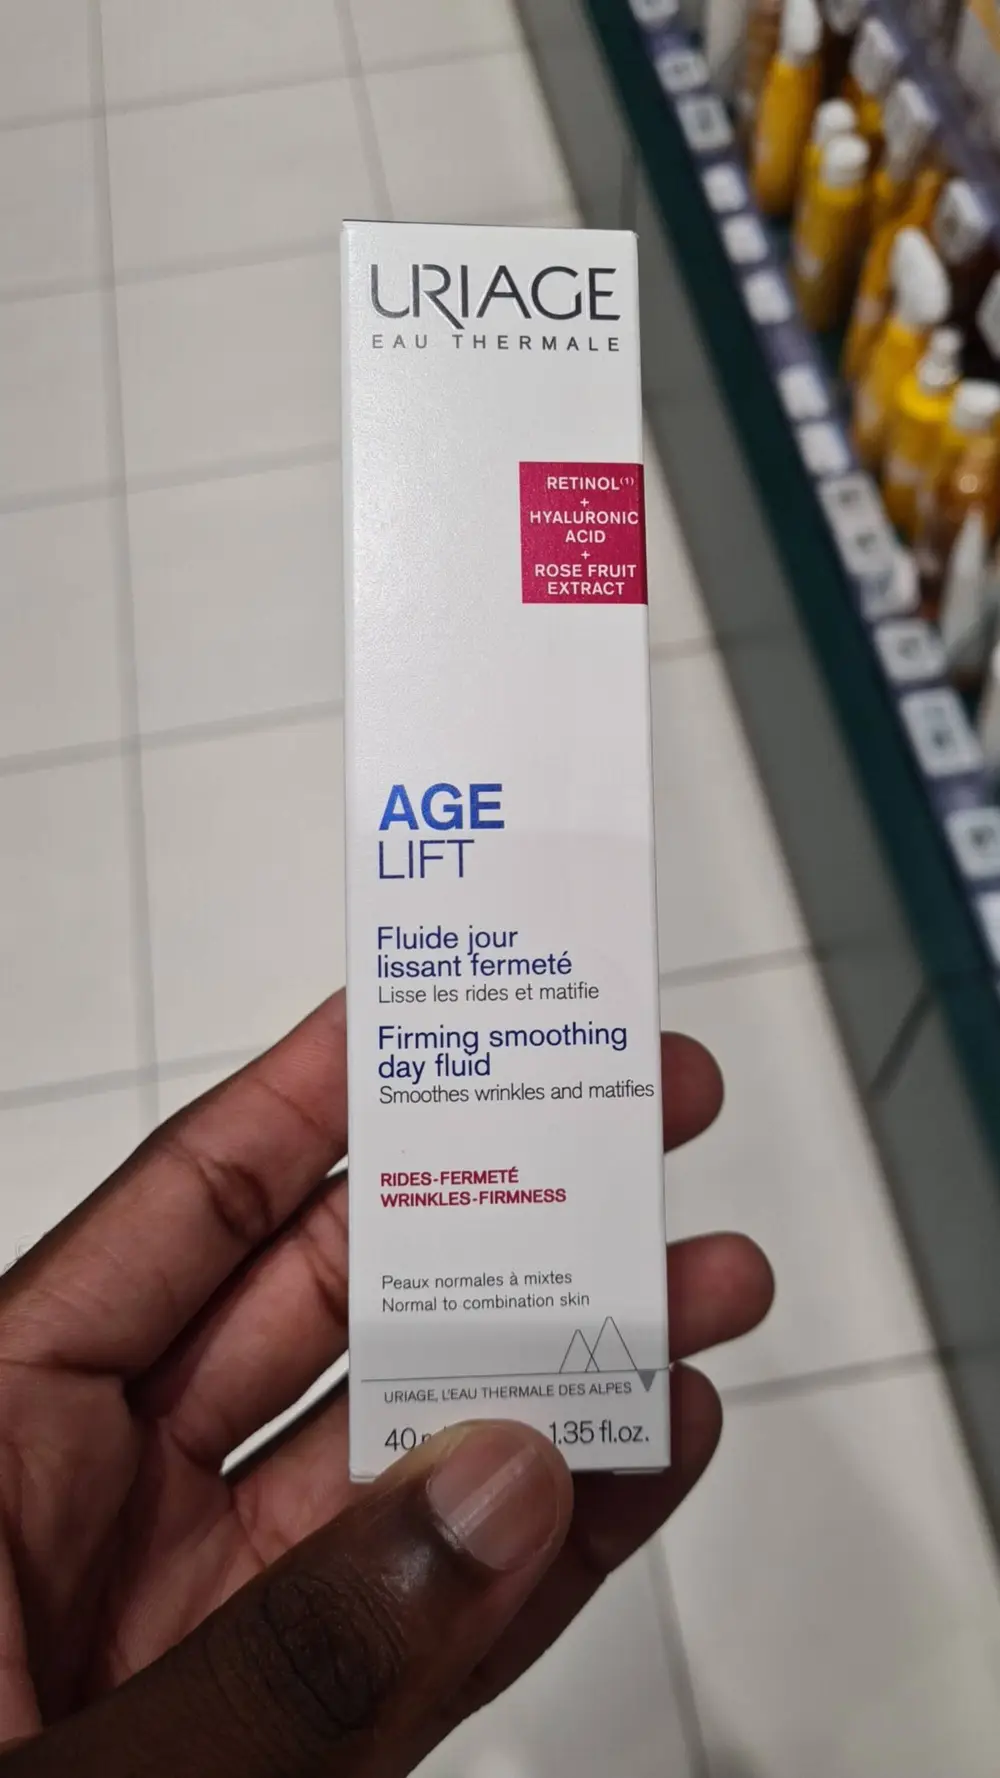 URIAGE
EAU THERMALE
RETINOL⁽¹⁾
+
HYALURONIC
ACID
+
ROSE FRUIT
EXTRACT
AGE
LIFT
Fluide jour
lissant fermeté
Lisse les rides et matifie
Firming smoothing
day fluid
Smoothes wrinkles and matifies
RIDES-FERMETÉ
WRINKLES-FIRMNESS
Peaux normales à mixtes
Normal to combination skin
URIAGE, L'EAU THERMALE DES ALPES
40 1.35 fl.oz.